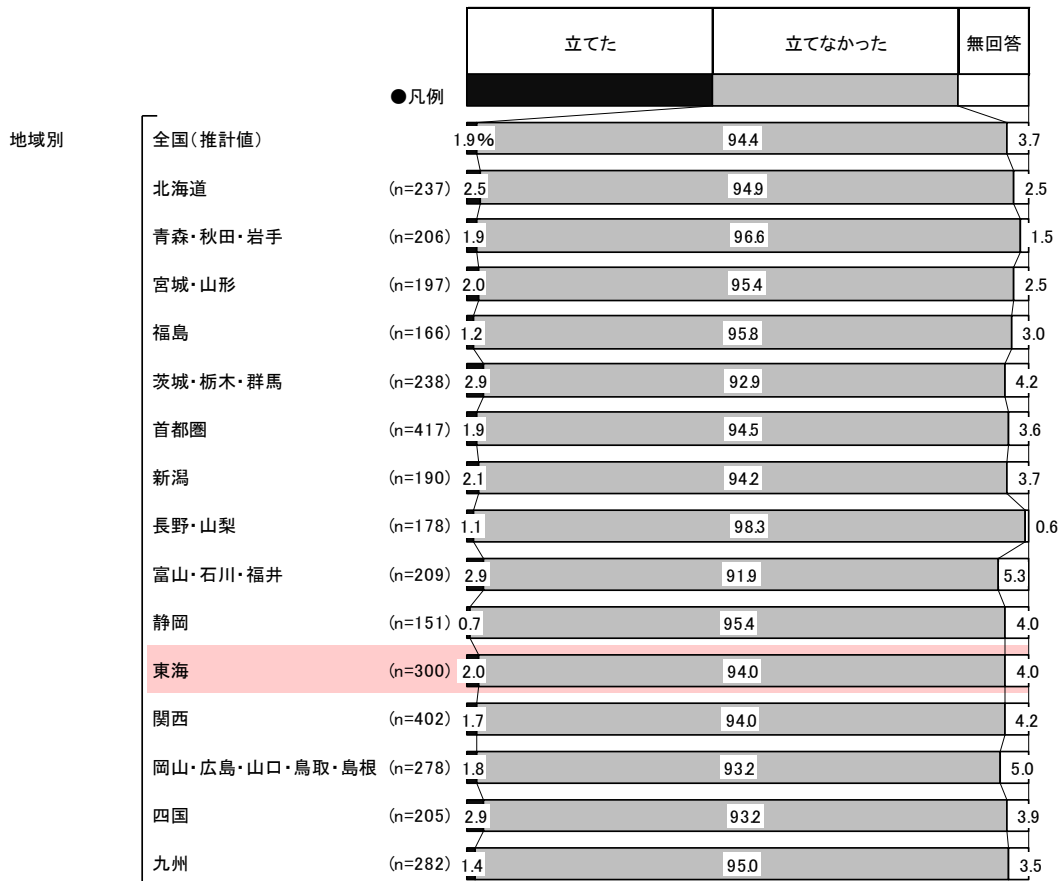 立てた 立てなかった 無回答
●凡例
地域別 全国(推計値) 1.9% 94.4 3.7
北海道 (n=237) 2.5 94.9 2.5
青森・秋田・岩手 (n=206) 1.9 96.6 1.5
宮城・山形 (n=197) 2.0 95.4 2.5
福島 (n=166) 1.2 95.8 3.0
茨城・栃木・群馬 (n=238) 2.9 92.9 4.2
首都圏 (n=417) 1.9 94.5 3.6
新潟 (n=190) 2.1 94.2 3.7
長野・山梨 (n=178) 1.1 98.3 0.6
富山・石川・福井 (n=209) 2.9 91.9 5.3
静岡 (n=151) 0.7 95.4 4.0
東海 (n=300) 2.0 94.0 4.0
関西 (n=402) 1.7 94.0 4.2
岡山・広島・山口・鳥取・島根 (n=278) 1.8 93.2 5.0
四国 (n=205) 2.9 93.2 3.9
九州 (n=282) 1.4 95.0 3.5